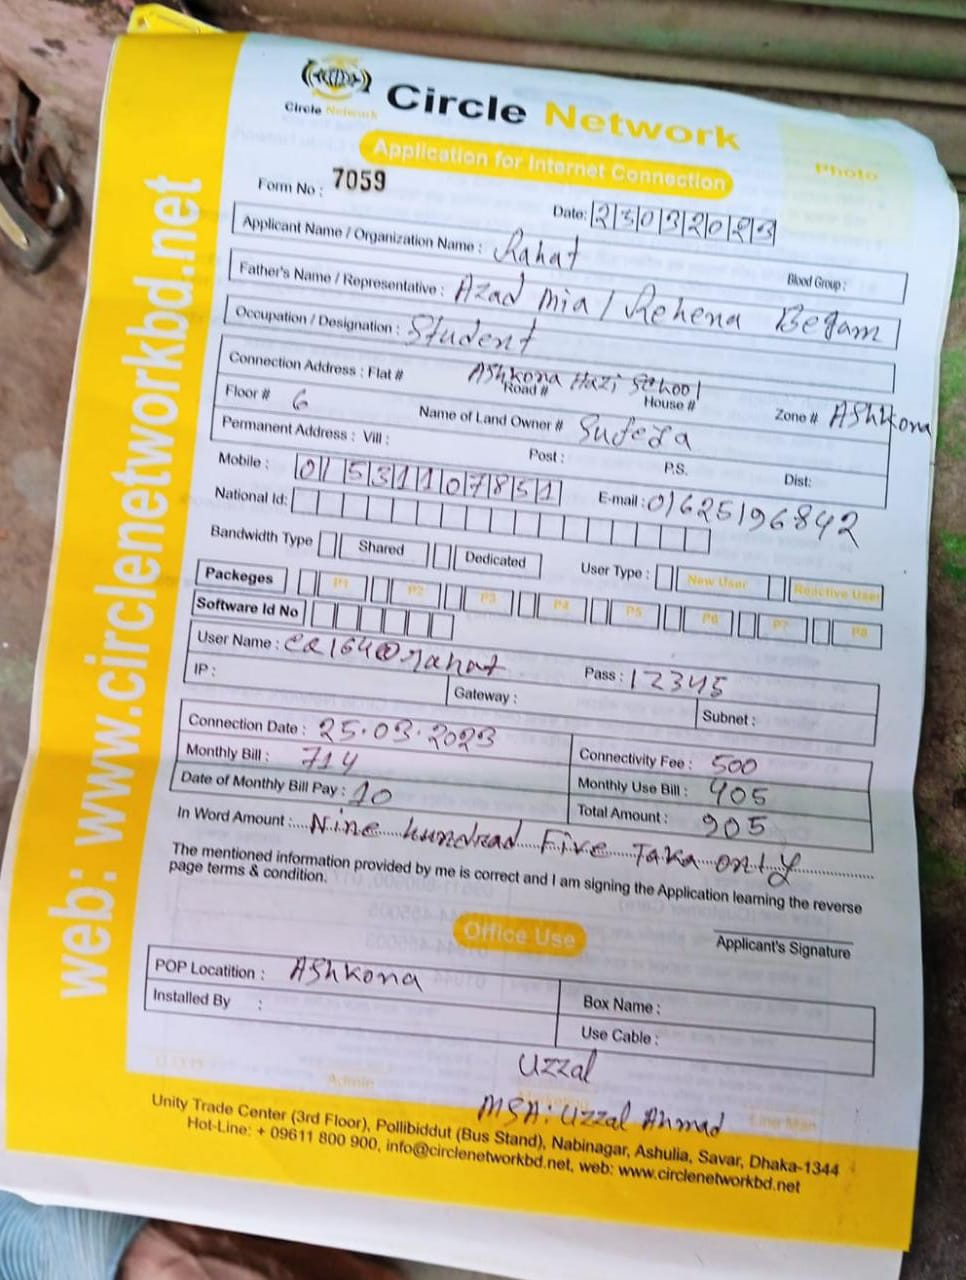 Circle Network
Circle Network
Application for Internet Connection
Photo
Form No : 7059
Date: 23032023
Applicant Name / Organization Name : Rahat
Blood Group :
Father's Name / Representative : Azad Mia / Rehena Begam
Occupation / Designation : Student
Connection Address : Flat # Ashkona Hazi School
Road # House # Zone # Ashkona
Floor # 6 Name of Land Owner # Sufeza
Permanent Address : Vill : Post : P.S. Dist:
Mobile : 01531107851 E-mail : 01625196842
National Id:
Bandwidth Type Shared Dedicated User Type : New User Reactive User
Packeges P1 P2 P3 P4 P5 P6 P7 P8
Software Id No
User Name : CR164@rahat Pass : 12345
IP : Gateway : Subnet :
Connection Date : 25.03.2023 Connectivity Fee : 500
Monthly Bill : 714 Monthly Use Bill : 905
Date of Monthly Bill Pay : 10 Total Amount : 905
In Word Amount : Nine hundread Five Taka only
The mentioned information provided by me is correct and I am signing the Application learning the reverse
page terms & condition.
Office Use
Applicant's Signature
POP Locatition : Ashkona Box Name :
Installed By : Use Cable :
Uzzal
MSA: Uzzal Ahmad
Admin Line Man
Unity Trade Center (3rd Floor), Pollibiddut (Bus Stand), Nabinagar, Ashulia, Savar, Dhaka-1344
Hot-Line: + 09611 800 900, info@circlenetworkbd.net, web: www.circlenetworkbd.net
web: www.circlenetworkbd.net